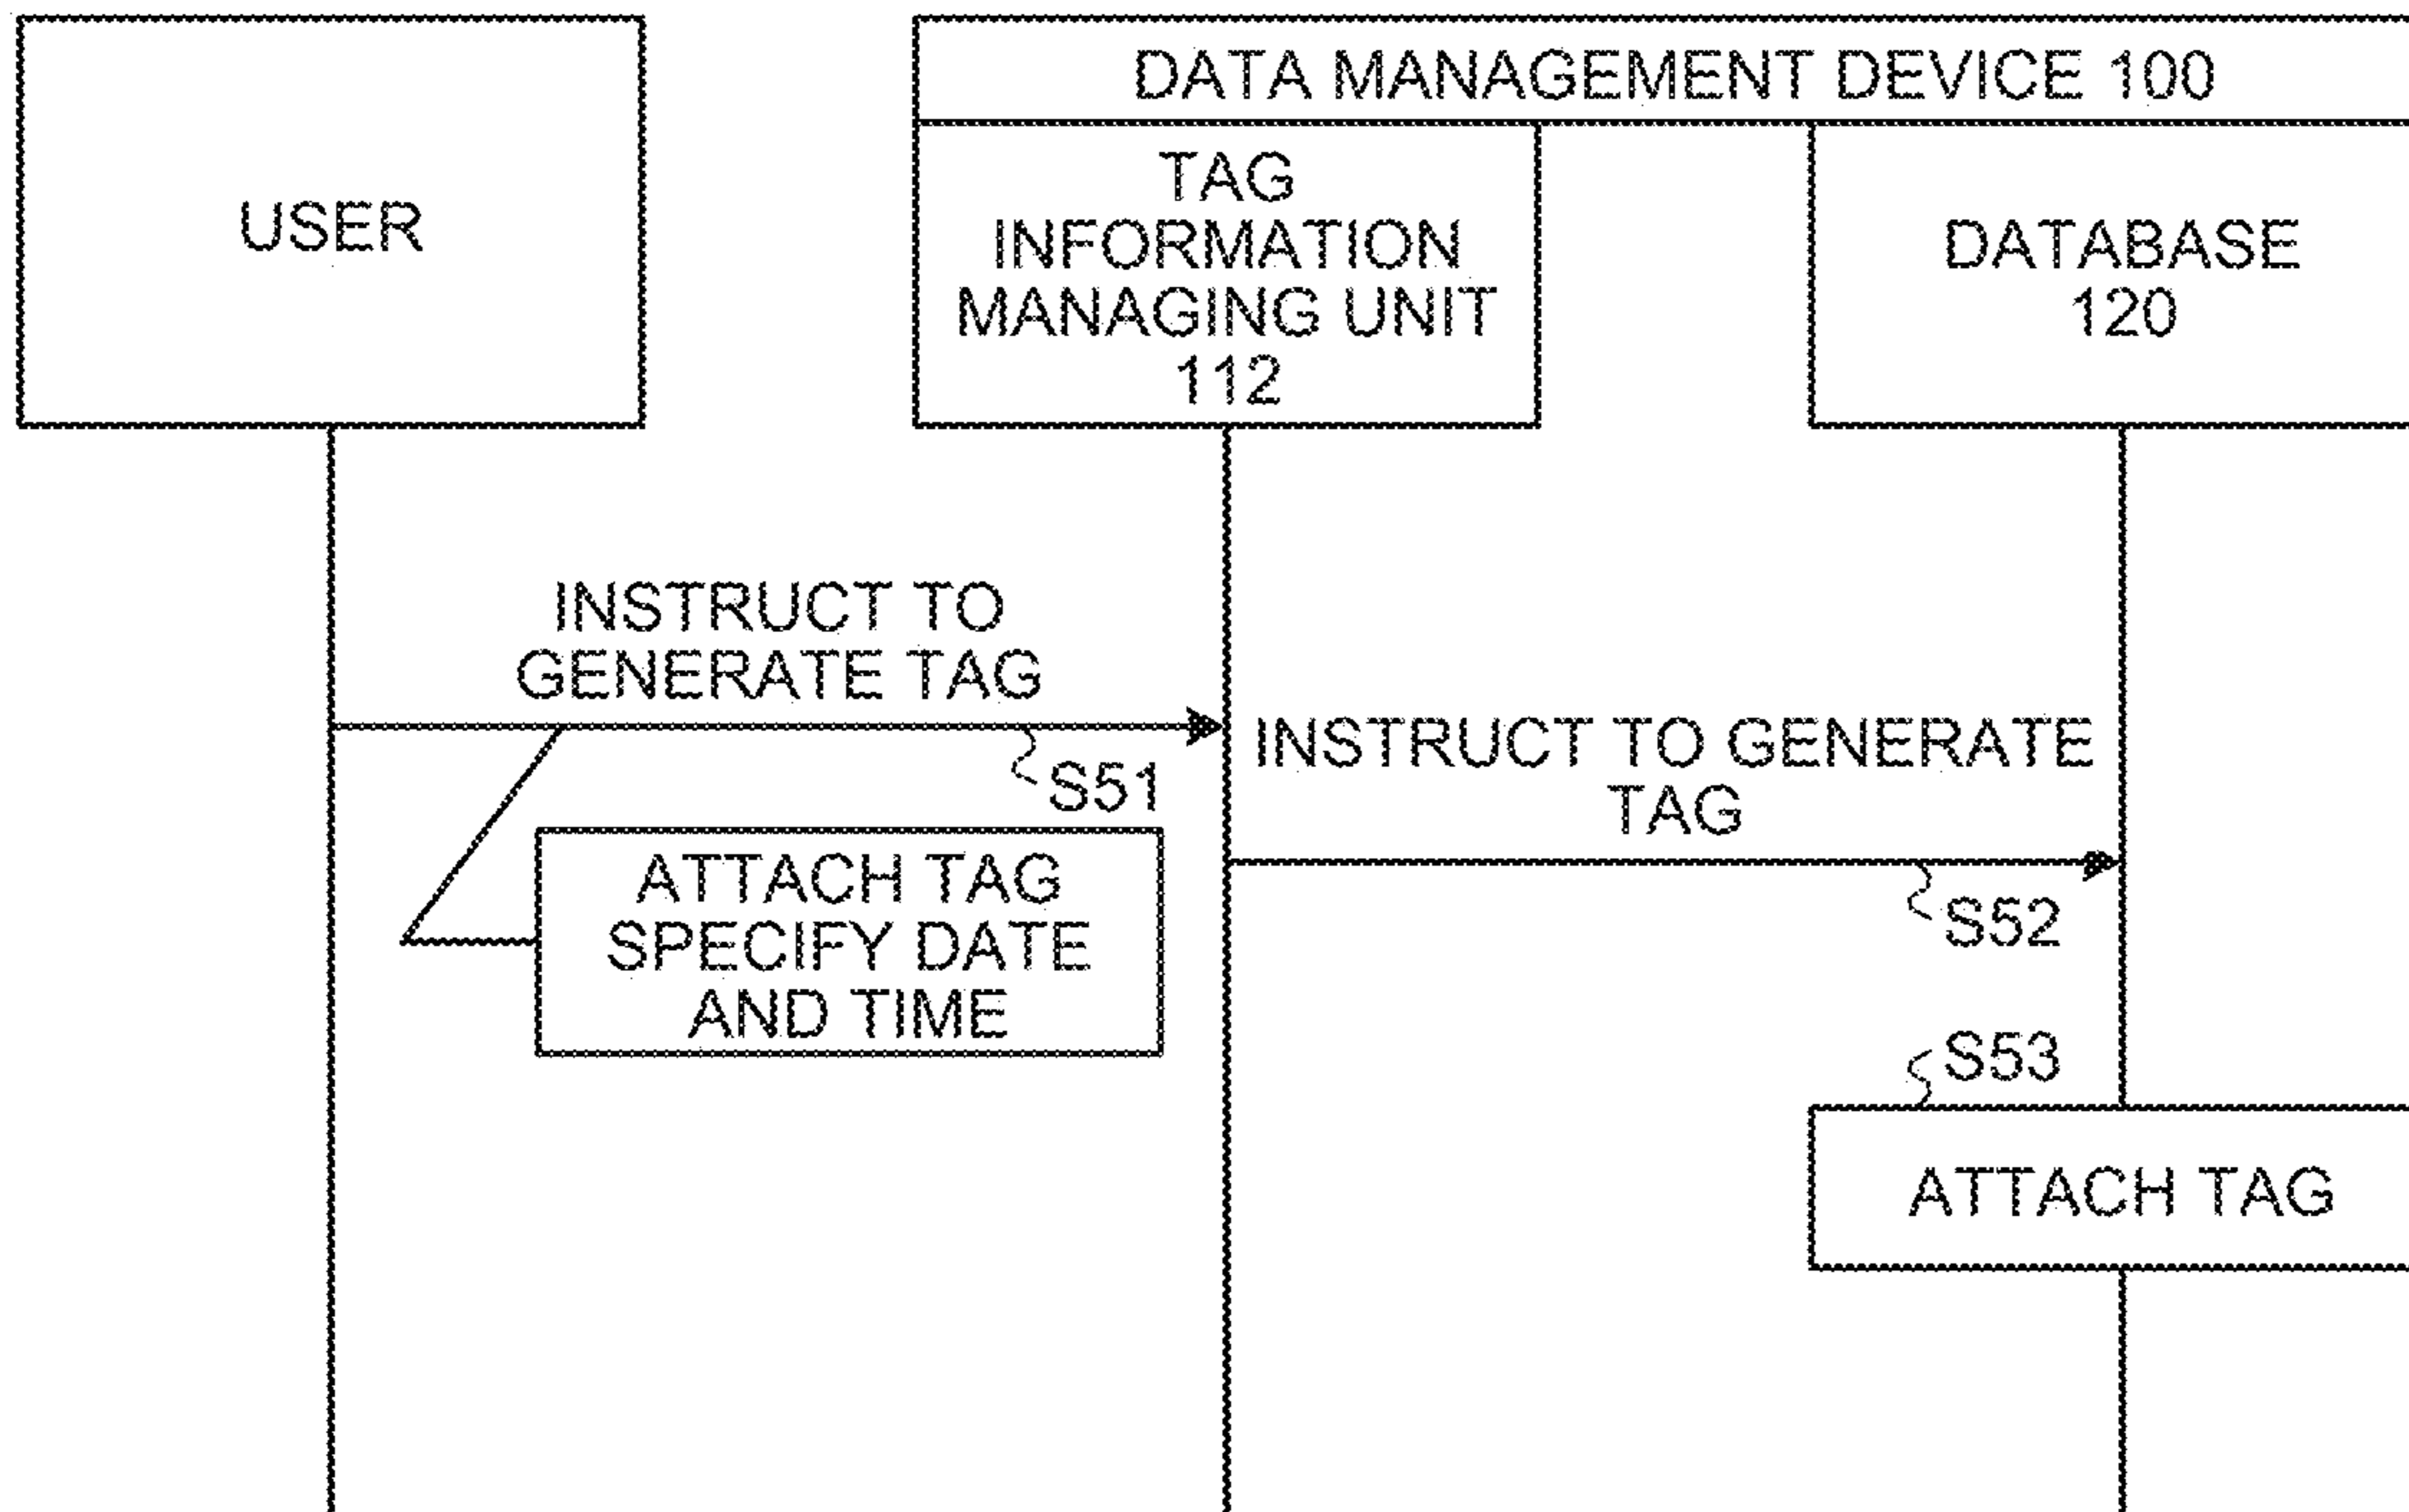 DATA MANAGEMENT DEVICE 100
USER
TAG
INFORMATION
MANAGING UNIT
112
DATABASE
120
INSTRUCT TO
GENERATE TAG
S51
INSTRUCT TO GENERATE
TAG
S52
ATTACH TAG
SPECIFY DATE
AND TIME
S53
ATTACH TAG